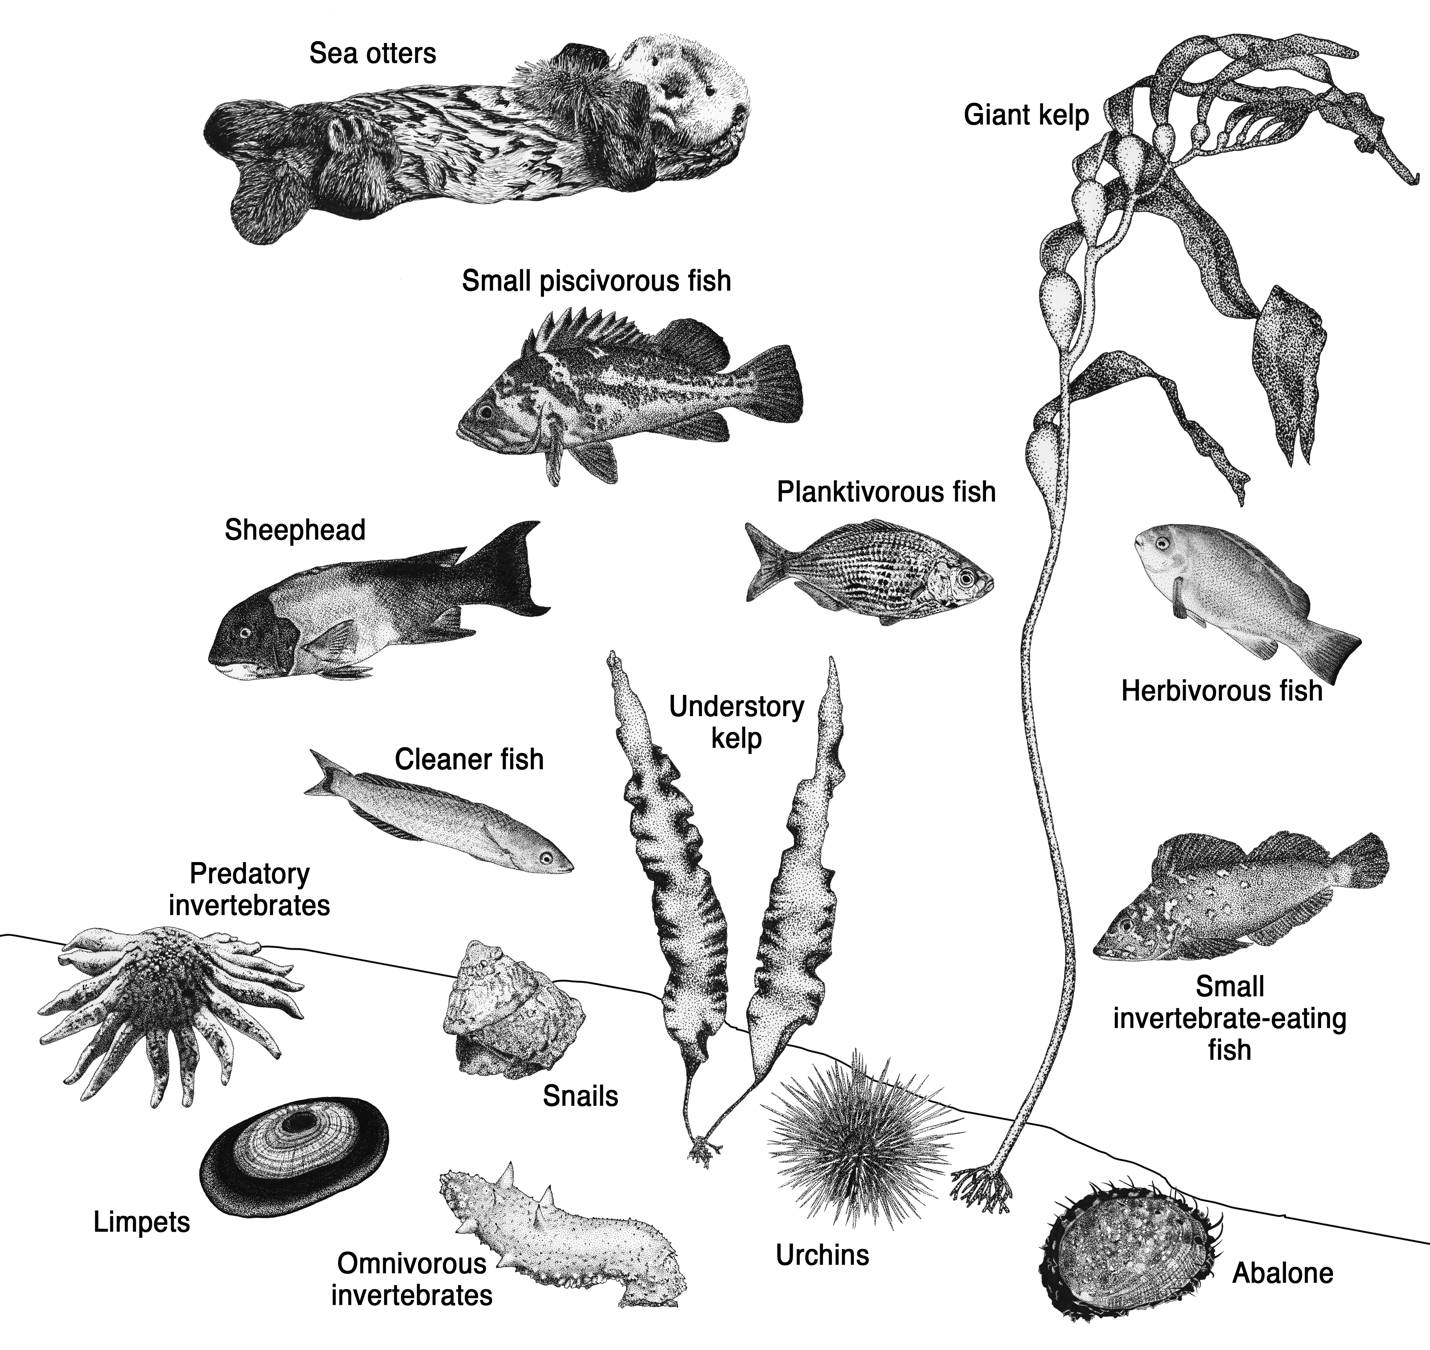 Sea otters
Giant kelp
Small piscivorous fish
Planktivorous fish
Sheephead
Herbivorous fish
Understory
kelp
Cleaner fish
Predatory
invertebrates
Small
invertebrate-eating
fish
Snails
Limpets
Urchins
Omnivorous
invertebrates
Abalone